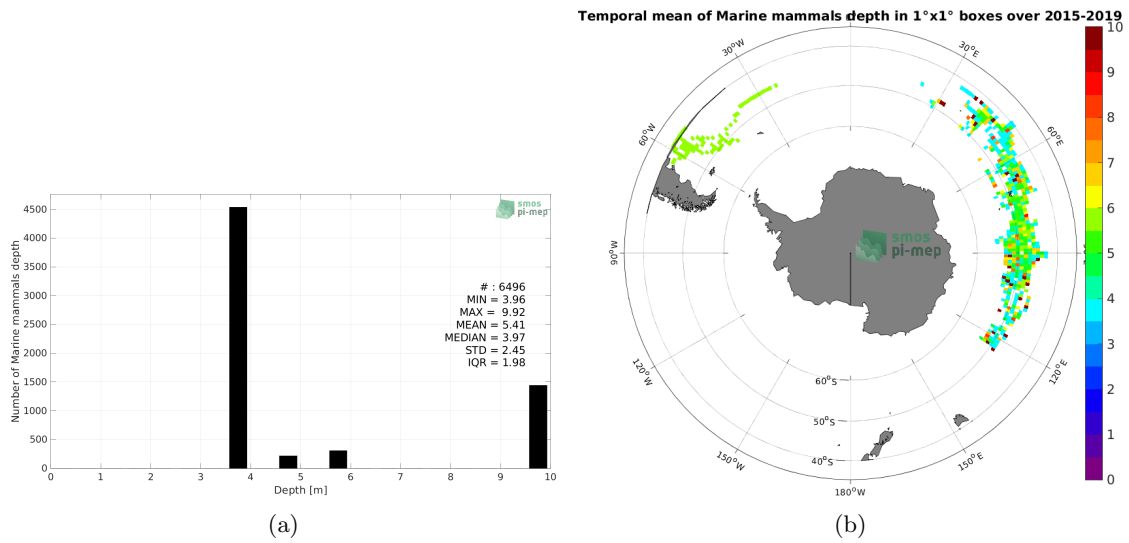 Temporal mean of Marine mammals depth in 1°x1° boxes over 2015-2019
Number of Marine mammals depth
4500
4000
3500
3000
2500
2000
1500
1000
500
0
smos
pi-mep
# : 6496
MIN = 3.96
MAX = 9.92
MEAN = 5.41
MEDIAN = 3.97
STD = 2.45
IQR = 1.98
0 1 2 3 4 5 6 7 8 9 10
Depth [m]
(a)
30°W
30°E
60°W
60°E
90°W
120°W
120°E
150°W
150°E
180°W
60°S
50°S
40°S
smos
pi-mep
10
9
8
7
6
5
4
3
2
1
0
(b)